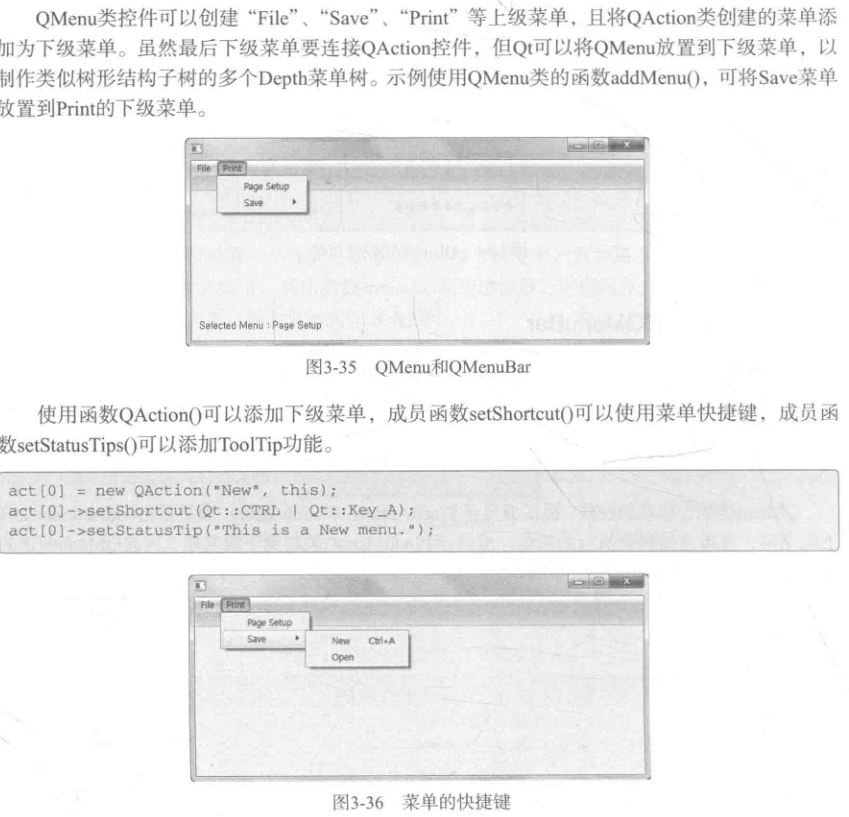 QMenu类控件可以创建“File”、“Save”、“Print”等上级菜单，且将QAction类创建的菜单添
加为下级菜单。虽然最后下级菜单要连接QAction控件，但Qt可以将QMenu放置到下级菜单，以
制作类似树形结构子树的多个Depth菜单树。示例使用QMenu类的函数addMenu()，可将Save菜单
放置到Print的下级菜单。
File Print
Page Setup
Save
Selected Menu : Page Setup
图3-35 QMenu和QMenuBar
使用函数QAction()可以添加下级菜单，成员函数setShortcut()可以使用菜单快捷键，成员函
数setStatusTips()可以添加ToolTip功能。
act[0] = new QAction("New", this);
act[0]->setShortcut(Qt::CTRL | Qt::Key_A);
act[0]->setStatusTip("This is a New menu.");
File Print
Page Setup
Save
New Ctrl+A
Open
图3-36 菜单的快捷键